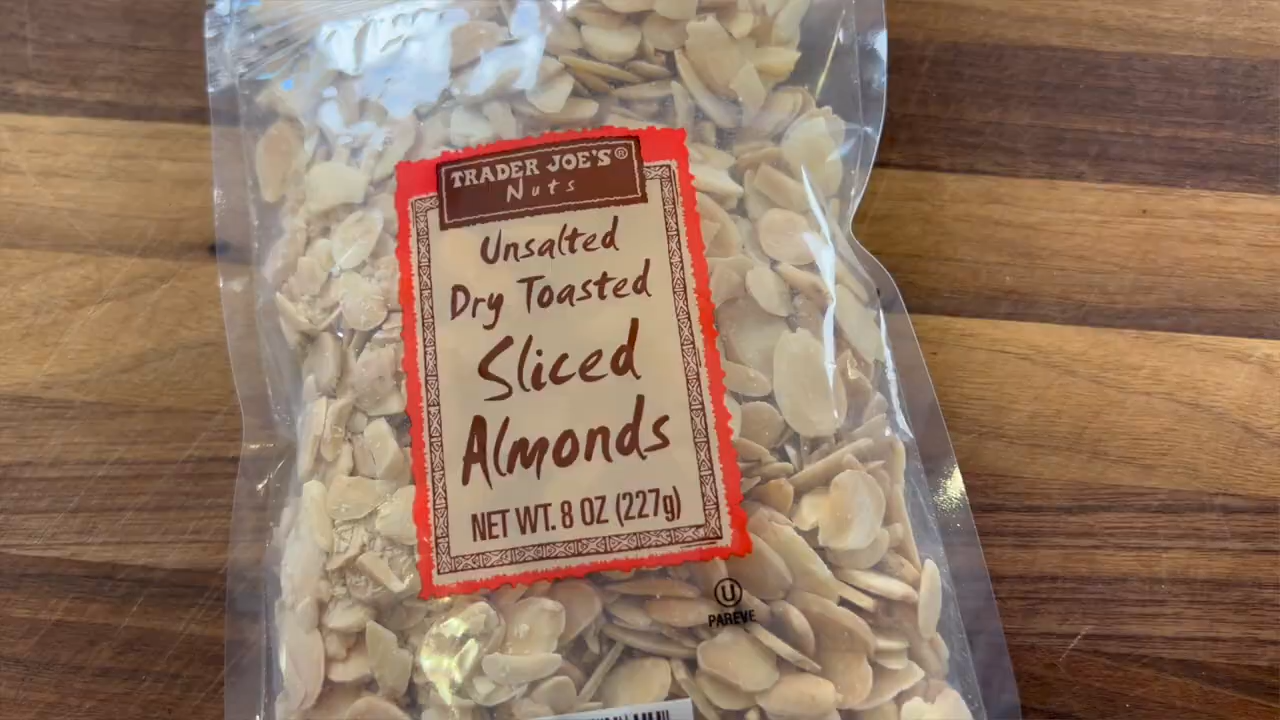 TRADER JOE'S®
Nuts
Unsalted
Dry Toasted
Sliced
Almonds
NET WT. 8 OZ (227g)
U
PAREVE